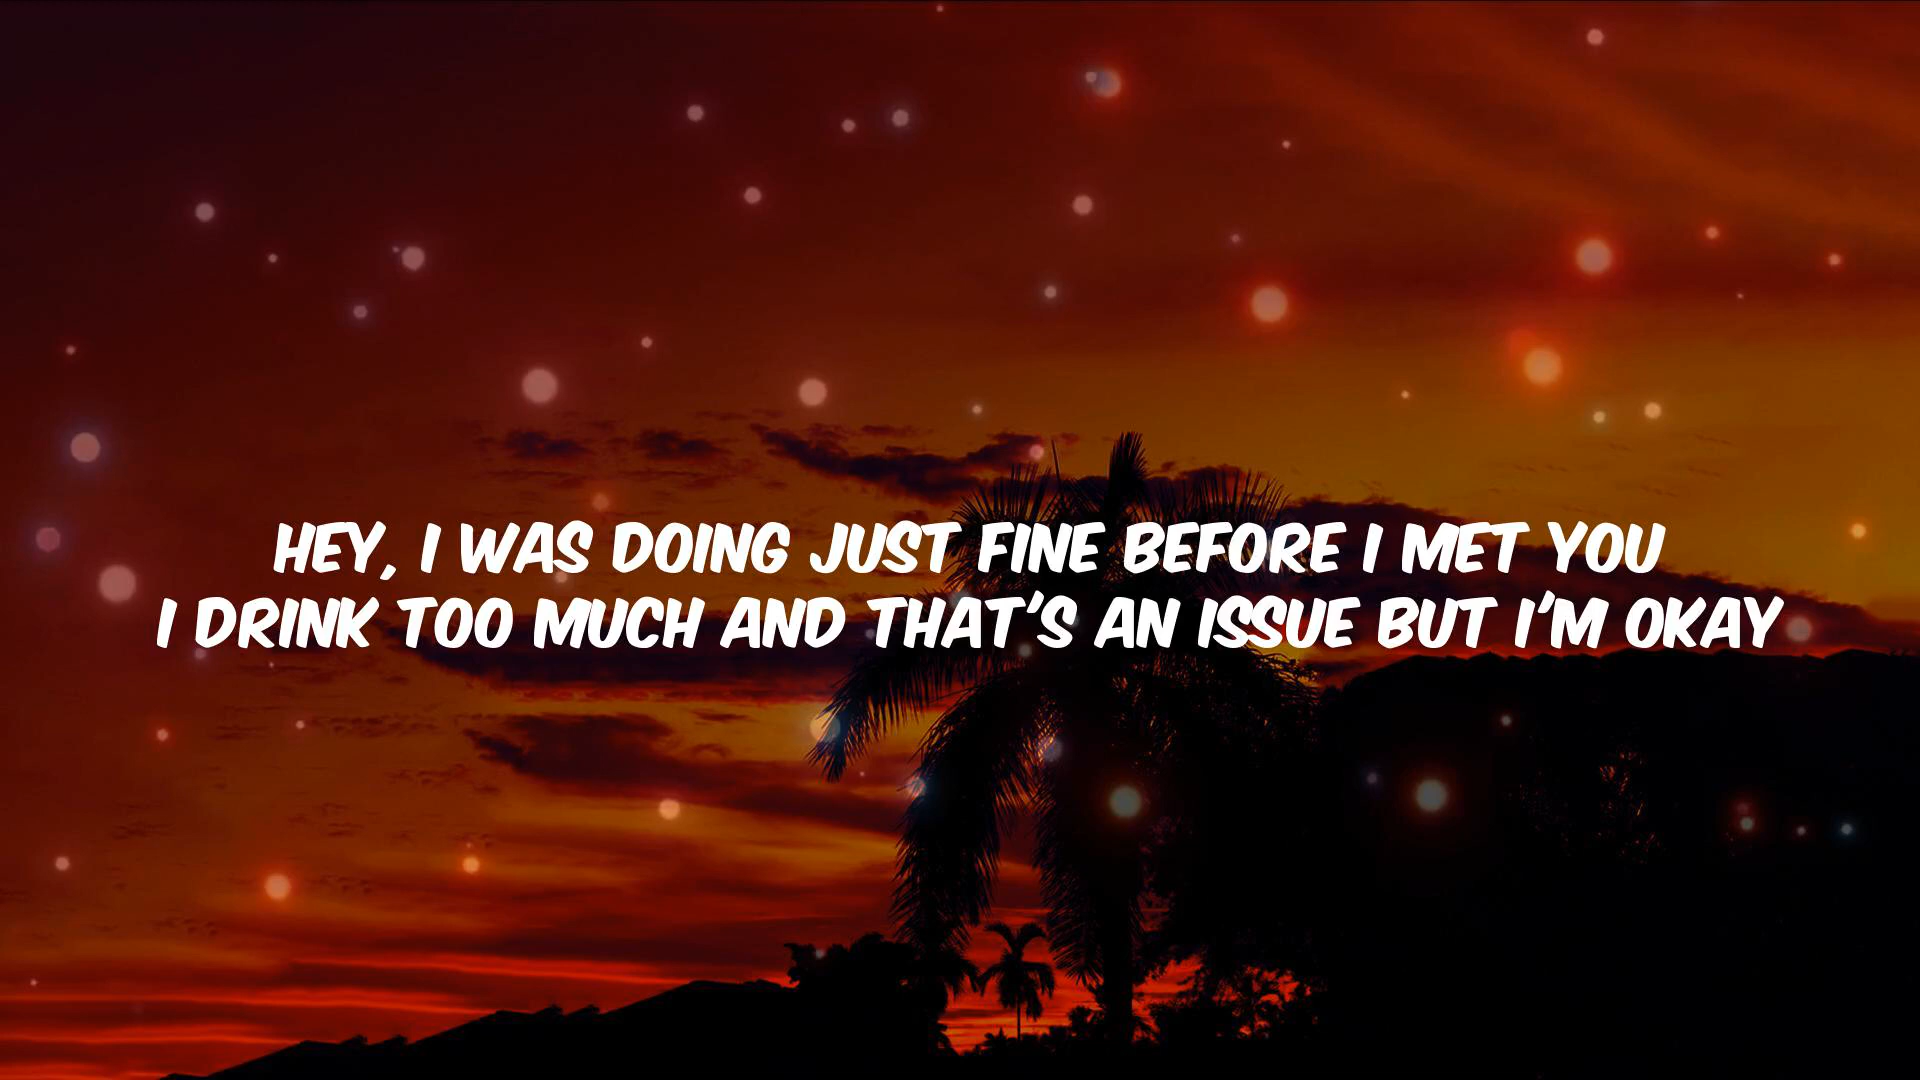 HEY, I WAS DOING JUST FINE BEFORE I MET YOU
I DRINK TOO MUCH AND THAT'S AN ISSUE BUT I'M OKAY